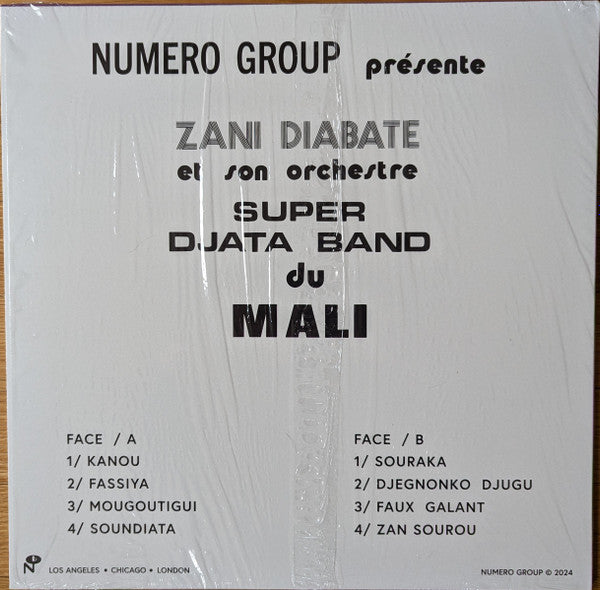 NUMERO GROUP présente
ZANI DIABATE
et son orchestre
SUPER
DJATA BAND
du
MALI
FACE / A
1/ KANOU
2/ FASSIYA
3/ MOUGOUTIGUI
4/ SOUNDIATA
FACE / B
1/ SOURAKA
2/ DJEGNONKO DJUGU
3/ FAUX GALANT
4/ ZAN SOUROU
N LOS ANGELES • CHICAGO • LONDON
NUMERO GROUP © 2024